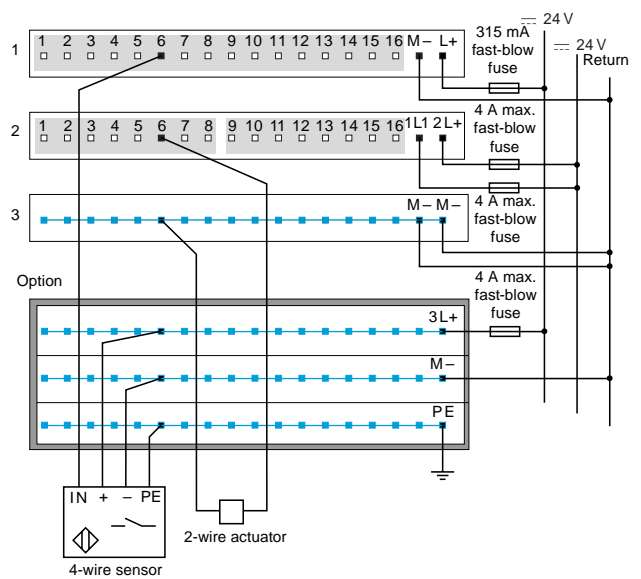 24 V
24 V
Return
315 mA
fast-blow
fuse
1
1 2 3 4 5 6 7 8 9 10 11 12 13 14 15 16 M– L+
4 A max.
fast-blow
fuse
2
1 2 3 4 5 6 7 8 9 10 11 12 13 14 15 16 1L1 2L+
4 A max.
fast-blow
fuse
3
M– M–
Option
4 A max.
fast-blow
fuse
3L+
M–
PE
IN + – PE
2-wire actuator
4-wire sensor